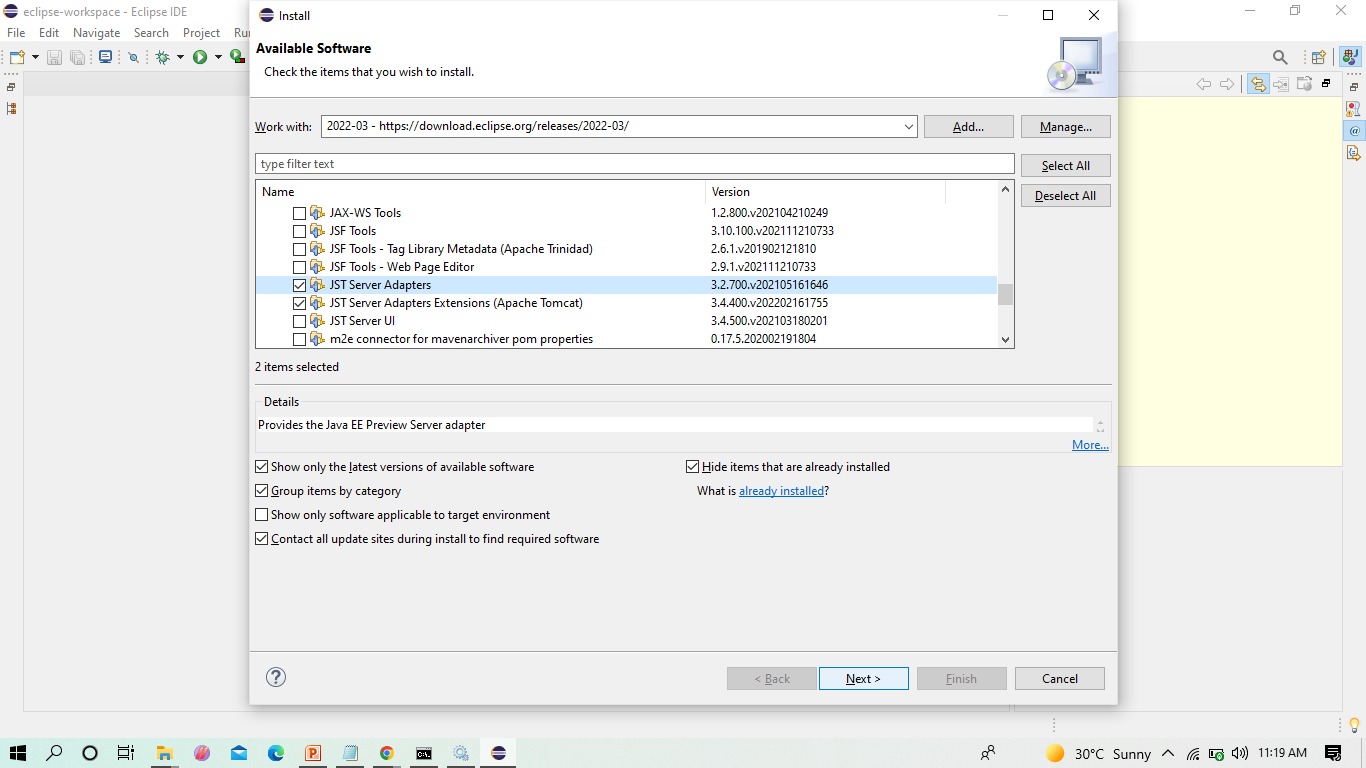 eclipse-workspace - Eclipse IDE
File Edit Navigate Search Project Ru
Install
Available Software
Check the items that you wish to install.
Work with: 2022-03 - https://download.eclipse.org/releases/2022-03/ Add... Manage...
type filter text Select All
Deselect All
Name Version
JAX-WS Tools 1.2.800.v202104210249
JSF Tools 3.10.100.v202111210733
JSF Tools - Tag Library Metadata (Apache Trinidad) 2.6.1.v201902121810
JSF Tools - Web Page Editor 2.9.1.v202111210733
JST Server Adapters 3.2.700.v202105161646
JST Server Adapters Extensions (Apache Tomcat) 3.4.400.v202202161755
JST Server UI 3.4.500.v202103180201
m2e connector for mavenarchiver pom properties 0.17.5.202002191804
2 items selected
Details
Provides the Java EE Preview Server adapter
More...
Show only the latest versions of available software Hide items that are already installed
Group items by category What is already installed?
Show only software applicable to target environment
Contact all update sites during install to find required software
< Back Next > Finish Cancel
30°C Sunny 11:19 AM